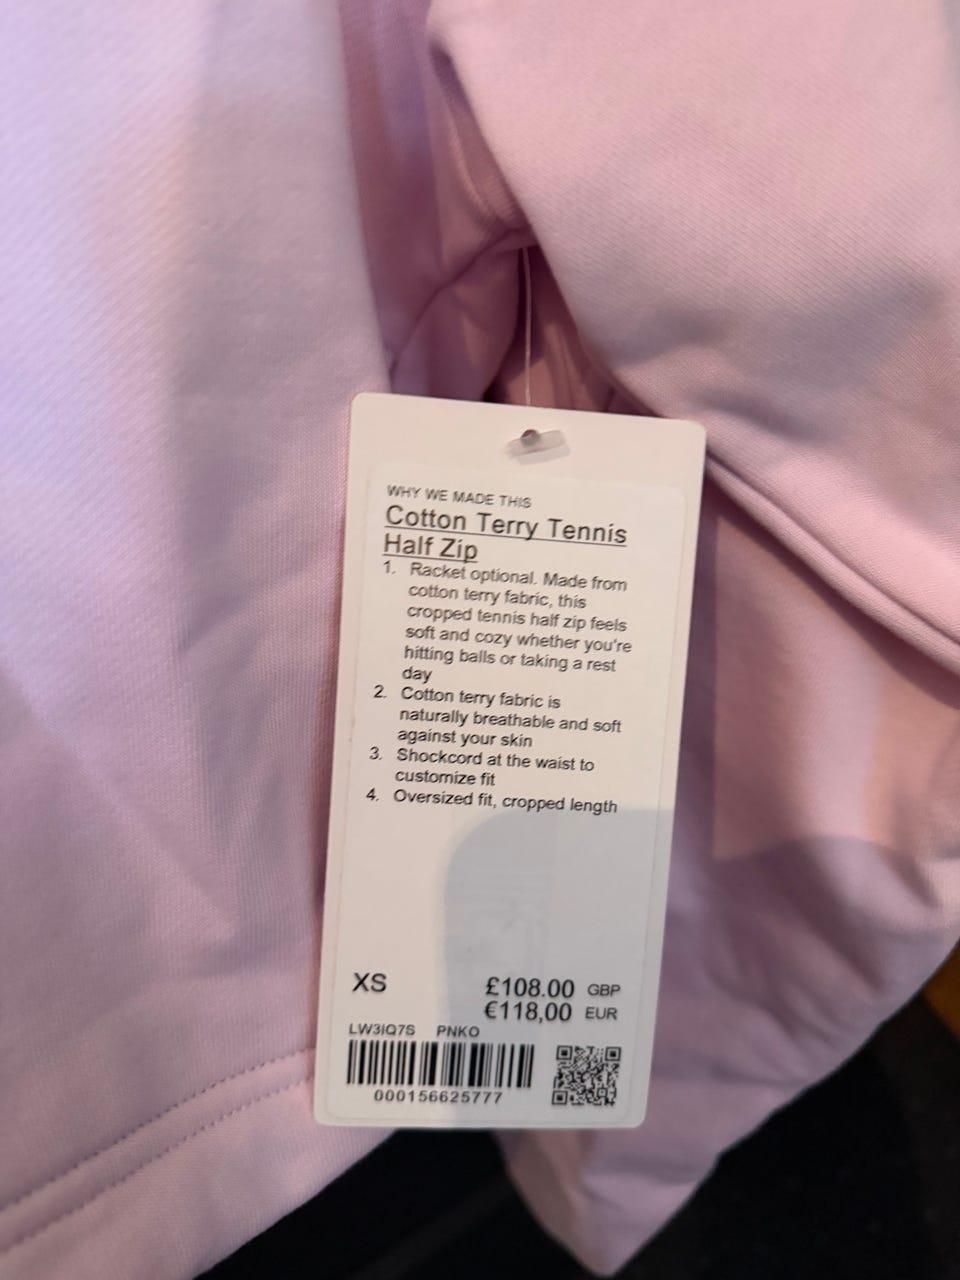 WHY WE MADE THIS
Cotton Terry Tennis
Half Zip
1. Racket optional. Made from
cotton terry fabric, this
cropped tennis half zip feels
soft and cozy whether you're
hitting balls or taking a rest
day
2. Cotton terry fabric is
naturally breathable and soft
against your skin
3. Shockcord at the waist to
customize fit
4. Oversized fit, cropped length
XS £108.00 GBP
€118,00 EUR
LW3IQ7S PNKO
000156625777